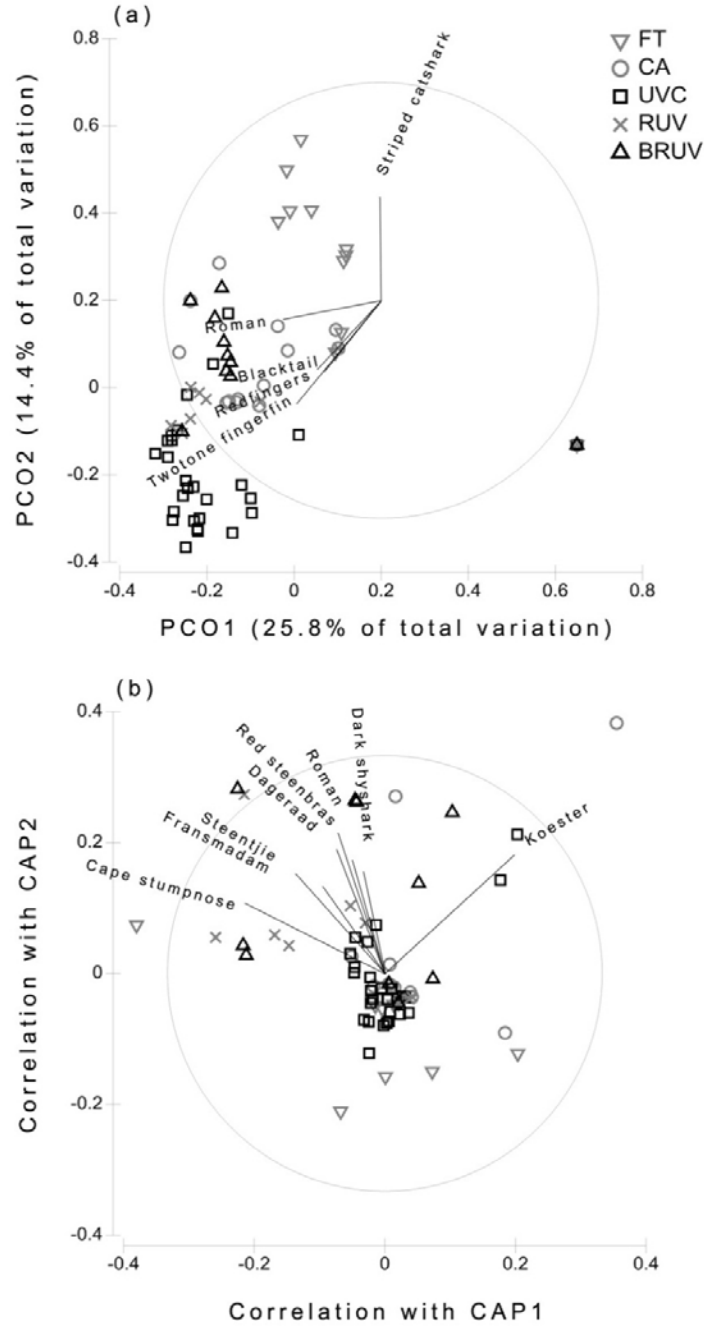 (a)
FT
CA
UVC
RUV
BRUV
Striped catshark
Roman
Blacktail
Redfingers
Twotone fingerfin
0.8
0.6
0.4
0.2
0
-0.2
-0.4
PCO2 (14.4% of total variation)
-0.4 -0.2 0 0.2 0.4 0.6 0.8
PCO1 (25.8% of total variation)
(b)
Dark shyshark
Roman
Red steenbras
Dageraad
Steentjie
Fransmadam
Cape stumpnose
Koester
0.4
0.2
0
-0.2
-0.4
Correlation with CAP2
-0.4 -0.2 0 0.2 0.4
Correlation with CAP1